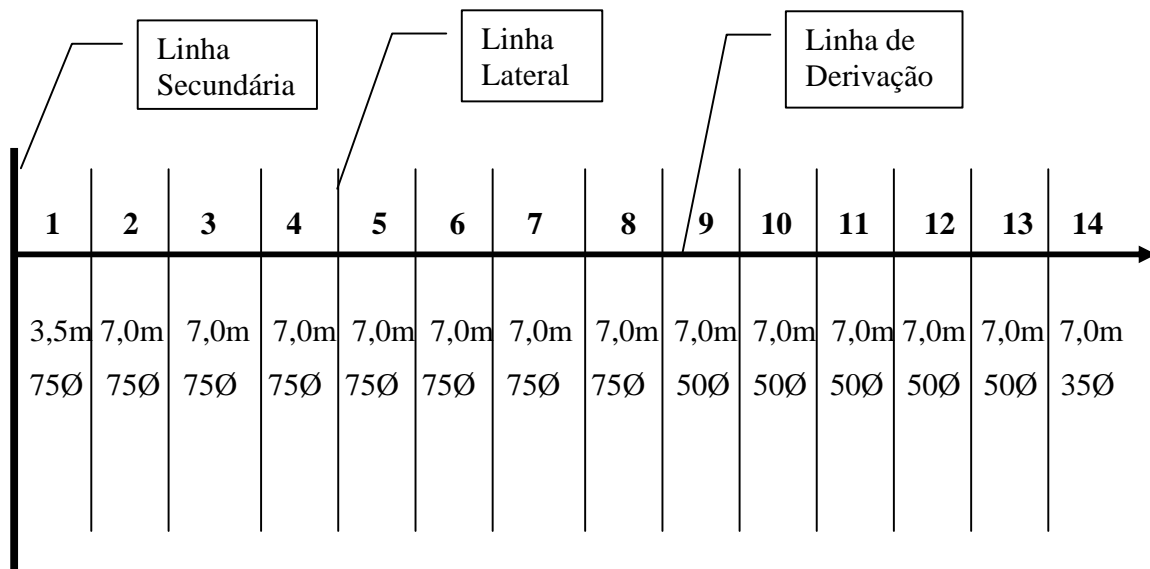 Linha
Secundária
Linha
Lateral
Linha de
Derivação
1 2 3 4 5 6 7 8 9 10 11 12 13 14
3,5m 7,0m 7,0m 7,0m 7,0m 7,0m 7,0m 7,0m 7,0m 7,0m 7,0m 7,0m 7,0m 7,0m
75Ø 75Ø 75Ø 75Ø 75Ø 75Ø 75Ø 75Ø 50Ø 50Ø 50Ø 50Ø 50Ø 35Ø